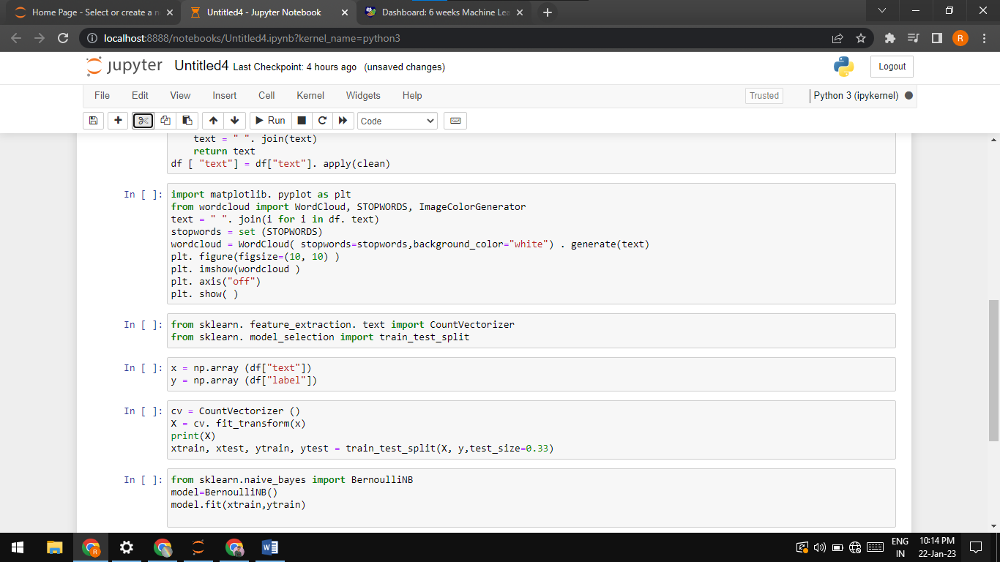 Home Page - Select or create a n
Untitled4 - Jupyter Notebook
Dashboard: 6 weeks Machine Lea
localhost:8888/notebooks/Untitled4.ipynb?kernel_name=python3
R
jupyter Untitled4 Last Checkpoint: 4 hours ago (unsaved changes)
Logout
File Edit View Insert Cell Kernel Widgets Help
Trusted
Python 3 (ipykernel)
Run
Code
text = " ". join(text)
return text
df [ "text"] = df["text"]. apply(clean)
In [ ]:
import matplotlib. pyplot as plt
from wordcloud import WordCloud, STOPWORDS, ImageColorGenerator
text = " ". join(i for i in df. text)
stopwords = set (STOPWORDS)
wordcloud = WordCloud( stopwords=stopwords,background_color="white") . generate(text)
plt. figure(figsize=(10, 10) )
plt. imshow(wordcloud )
plt. axis("off")
plt. show( )
In [ ]:
from sklearn. feature_extraction. text import CountVectorizer
from sklearn. model_selection import train_test_split
In [ ]:
x = np.array (df["text"])
y = np.array (df["label"])
In [ ]:
cv = CountVectorizer ()
X = cv. fit_transform(x)
print(X)
xtrain, xtest, ytrain, ytest = train_test_split(X, y,test_size=0.33)
In [ ]:
from sklearn.naive_bayes import BernoulliNB
model=BernoulliNB()
model.fit(xtrain,ytrain)
R
W
ENG
IN
10:14 PM
22-Jan-23